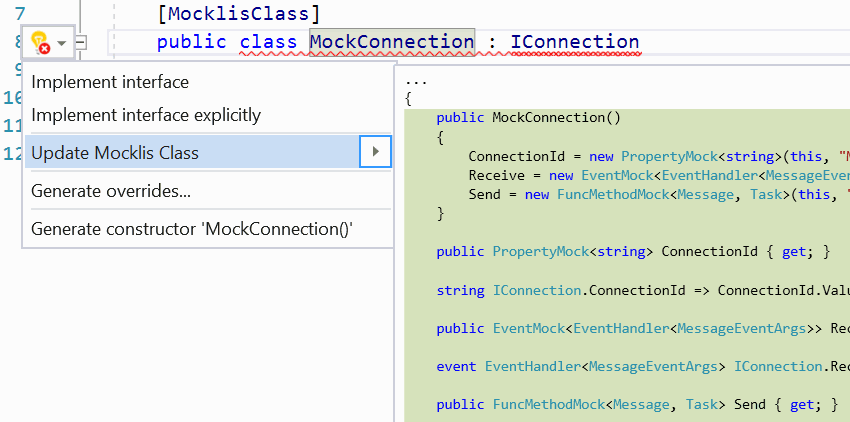 7 [MocklisClass]
8 public class MockConnection : IConnection
9
10
11
12
Implement interface
Implement interface explicitly
Update Mocklis Class
Generate overrides...
Generate constructor 'MockConnection()'
...
{
public MockConnection()
{
ConnectionId = new PropertyMock<string>(this, "M
Receive = new EventMock<EventHandler<MessageEver
Send = new FuncMethodMock<Message, Task>(this, "
}
public PropertyMock<string> ConnectionId { get; }
string IConnection.ConnectionId => ConnectionId.Valu
public EventMock<EventHandler<MessageEventArgs>> Rec
event EventHandler<MessageEventArgs> IConnection.Rec
public FuncMethodMock<Message, Task> Send { get; }